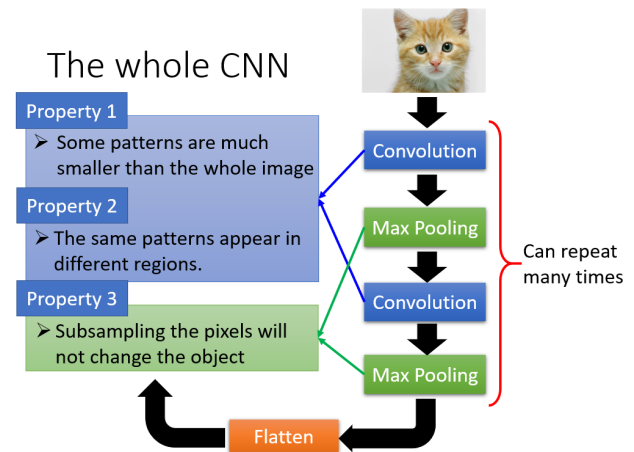 The whole CNN
Property 1
➢ Some patterns are much
smaller than the whole image
Property 2
➢ The same patterns appear in
different regions.
Property 3
➢ Subsampling the pixels will
not change the object
Convolution
Max Pooling
Convolution
Max Pooling
Can repeat
many times
Flatten